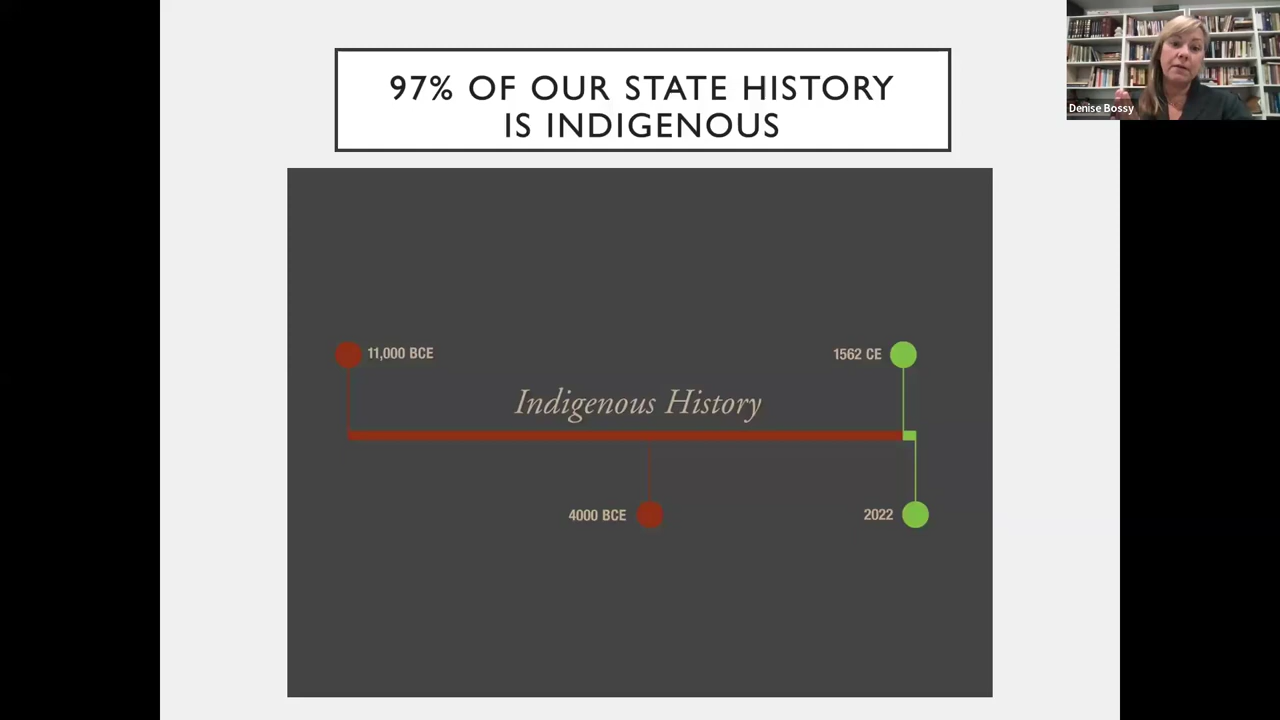 97% OF OUR STATE HISTORY
IS INDIGENOUS
Denise Bossy
11,000 BCE
1562 CE
Indigenous History
4000 BCE
2022